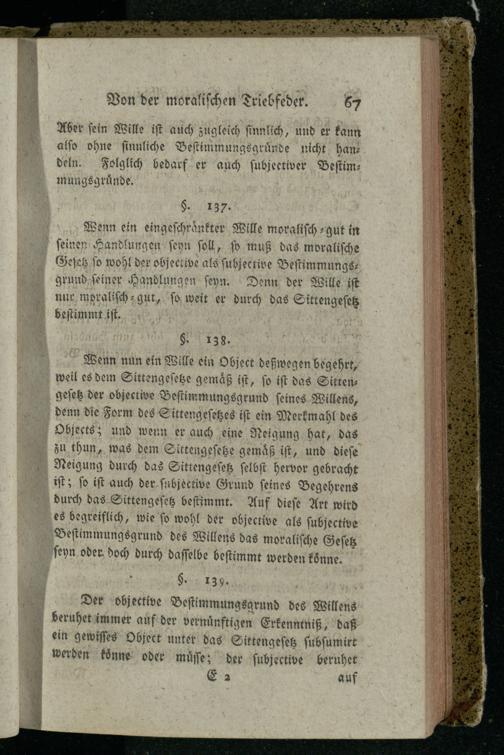 Von der moralischen Triebfeder. 67
Aber sein Wille ist auch zugleich sinnlich, und er kann
also ohne sinnliche Bestimmungsgründe nicht han-
deln. Folglich bedarf er auch subjectiver Bestim-
mungsgründe.
§. 137.
Wenn ein eingeschränkter Wille moralisch-gut in
seinen Handlungen seyn soll, so muß das moralische
Gesetz so wohl der objective als subjective Bestimmungs-
grund seiner Handlungen seyn. Denn der Wille ist
nur moralisch-gut, so weit er durch das Sittengesetz
bestimmt ist.
§. 138.
Wenn nun ein Wille ein Object deßwegen begehrt,
weil es dem Sittengesetze gemäß ist, so ist das Sitten-
gesetz der objective Bestimmungsgrund seines Willens,
denn die Form des Sittengesetzes ist ein Merkmahl des
Objects; und wenn er auch eine Neigung hat, das
zu thun, was dem Sittengesetze gemäß ist, und diese
Neigung durch das Sittengesetz selbst hervor gebracht
ist; so ist auch der subjective Grund seines Begehrens
durch das Sittengesetz bestimmt. Auf diese Art wird
es begreiflich, wie so wohl der objective als subjective
Bestimmungsgrund des Willens das moralische Gesetz
seyn oder doch durch dasselbe bestimmt werden könne.
§. 139.
Der objective Bestimmungsgrund des Willens
beruhet immer auf der vernünftigen Erkenntniß, daß
ein gewisses Object unter das Sittengesetz subsumirt
werden könne oder müsse; der subjective beruhet
E 2 auf